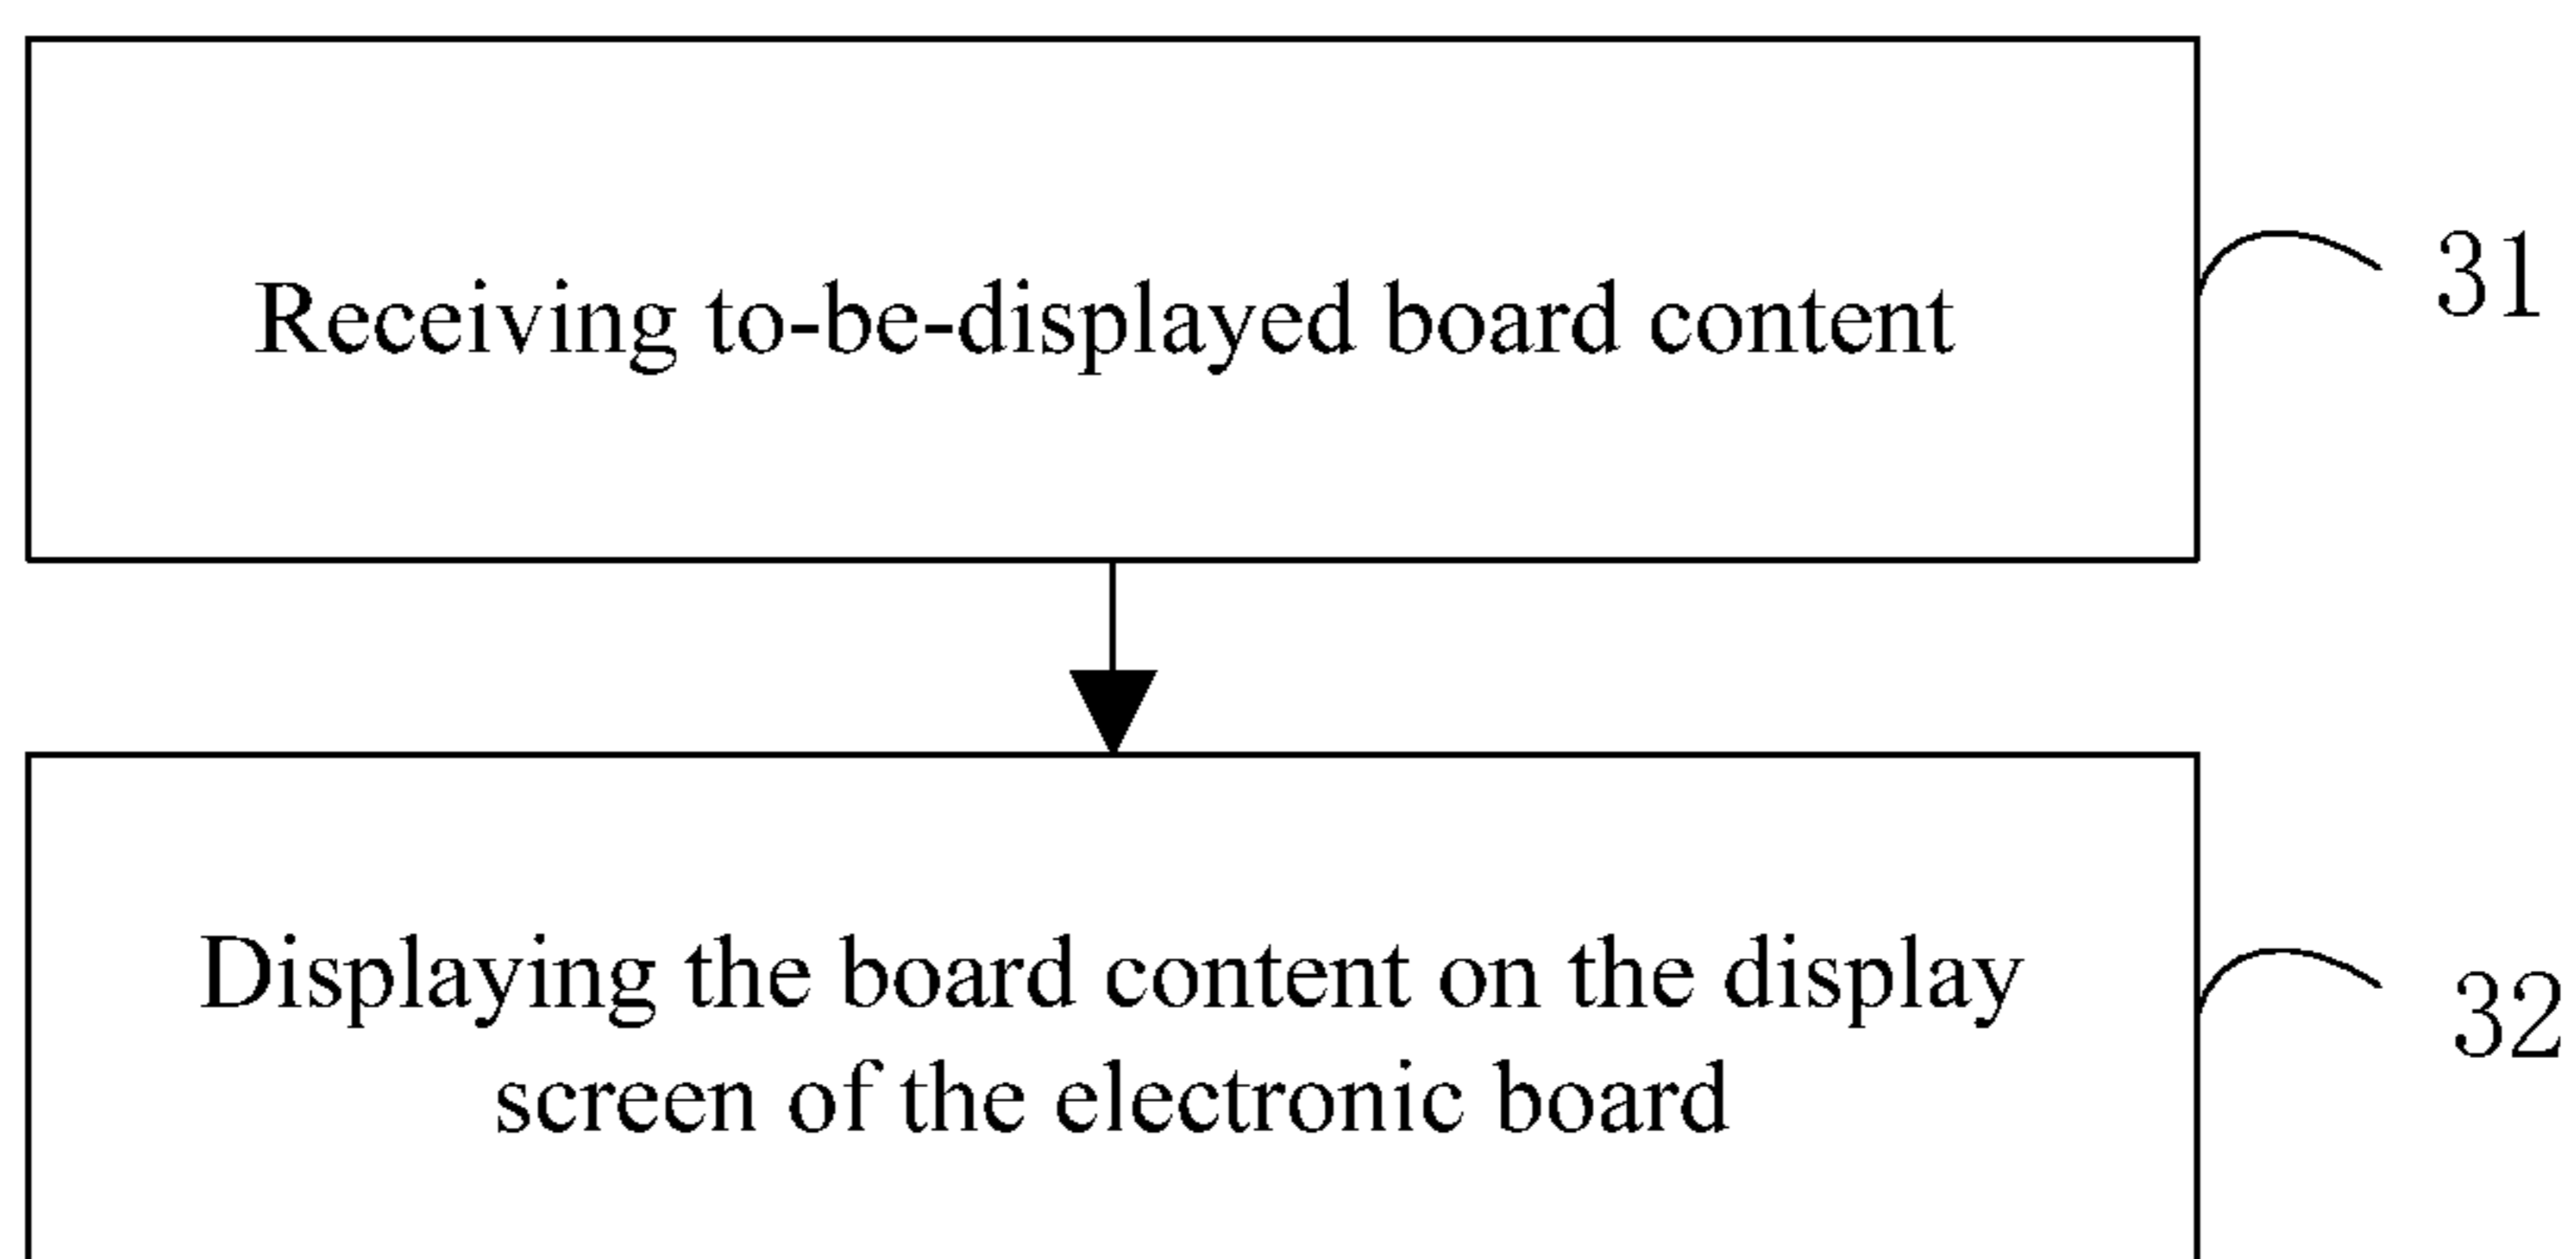 Receiving to-be-displayed board content
31
Displaying the board content on the display
screen of the electronic board
32